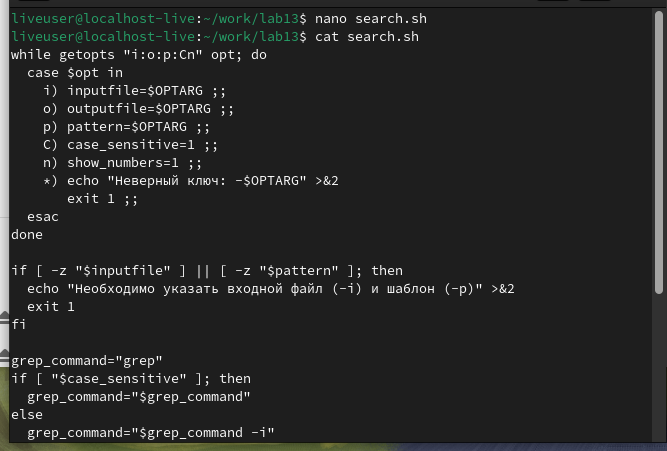 liveuser@localhost-live:~/work/lab13$ nano search.sh
liveuser@localhost-live:~/work/lab13$ cat search.sh
while getopts "i:o:p:Cn" opt; do
  case $opt in
    i) inputfile=$OPTARG ;;
    o) outputfile=$OPTARG ;;
    p) pattern=$OPTARG ;;
    C) case_sensitive=1 ;;
    n) show_numbers=1 ;;
    *) echo "Неверный ключ: -$OPTARG" >&2
       exit 1 ;;
  esac
done

if [ -z "$inputfile" ] || [ -z "$pattern" ]; then
  echo "Необходимо указать входной файл (-i) и шаблон (-p)" >&2
  exit 1
fi

grep_command="grep"
if [ "$case_sensitive" ]; then
  grep_command="$grep_command"
else
  grep_command="$grep_command -i"